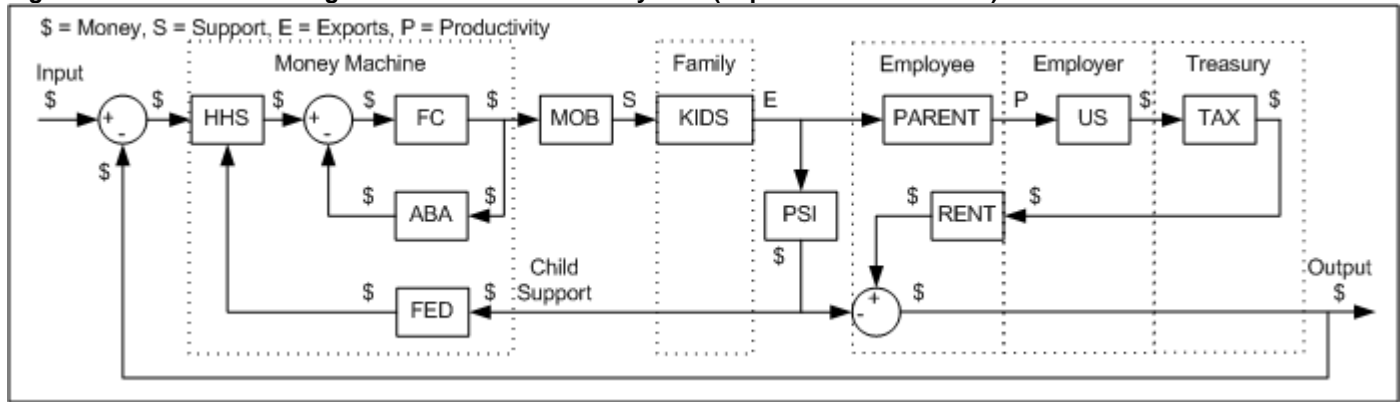 $ = Money, S = Support, E = Exports, P = Productivity
Input
Money Machine
Family
Employee
Employer
Treasury
$
+
-
$
HHS
$
+
-
$
FC
$
MOB
S
KIDS
E
PARENT
P
US
$
TAX
$
$
$
ABA
$
PSI
$
RENT
$
$
Child
Support
Output
$
FED
$
+
-
$
$